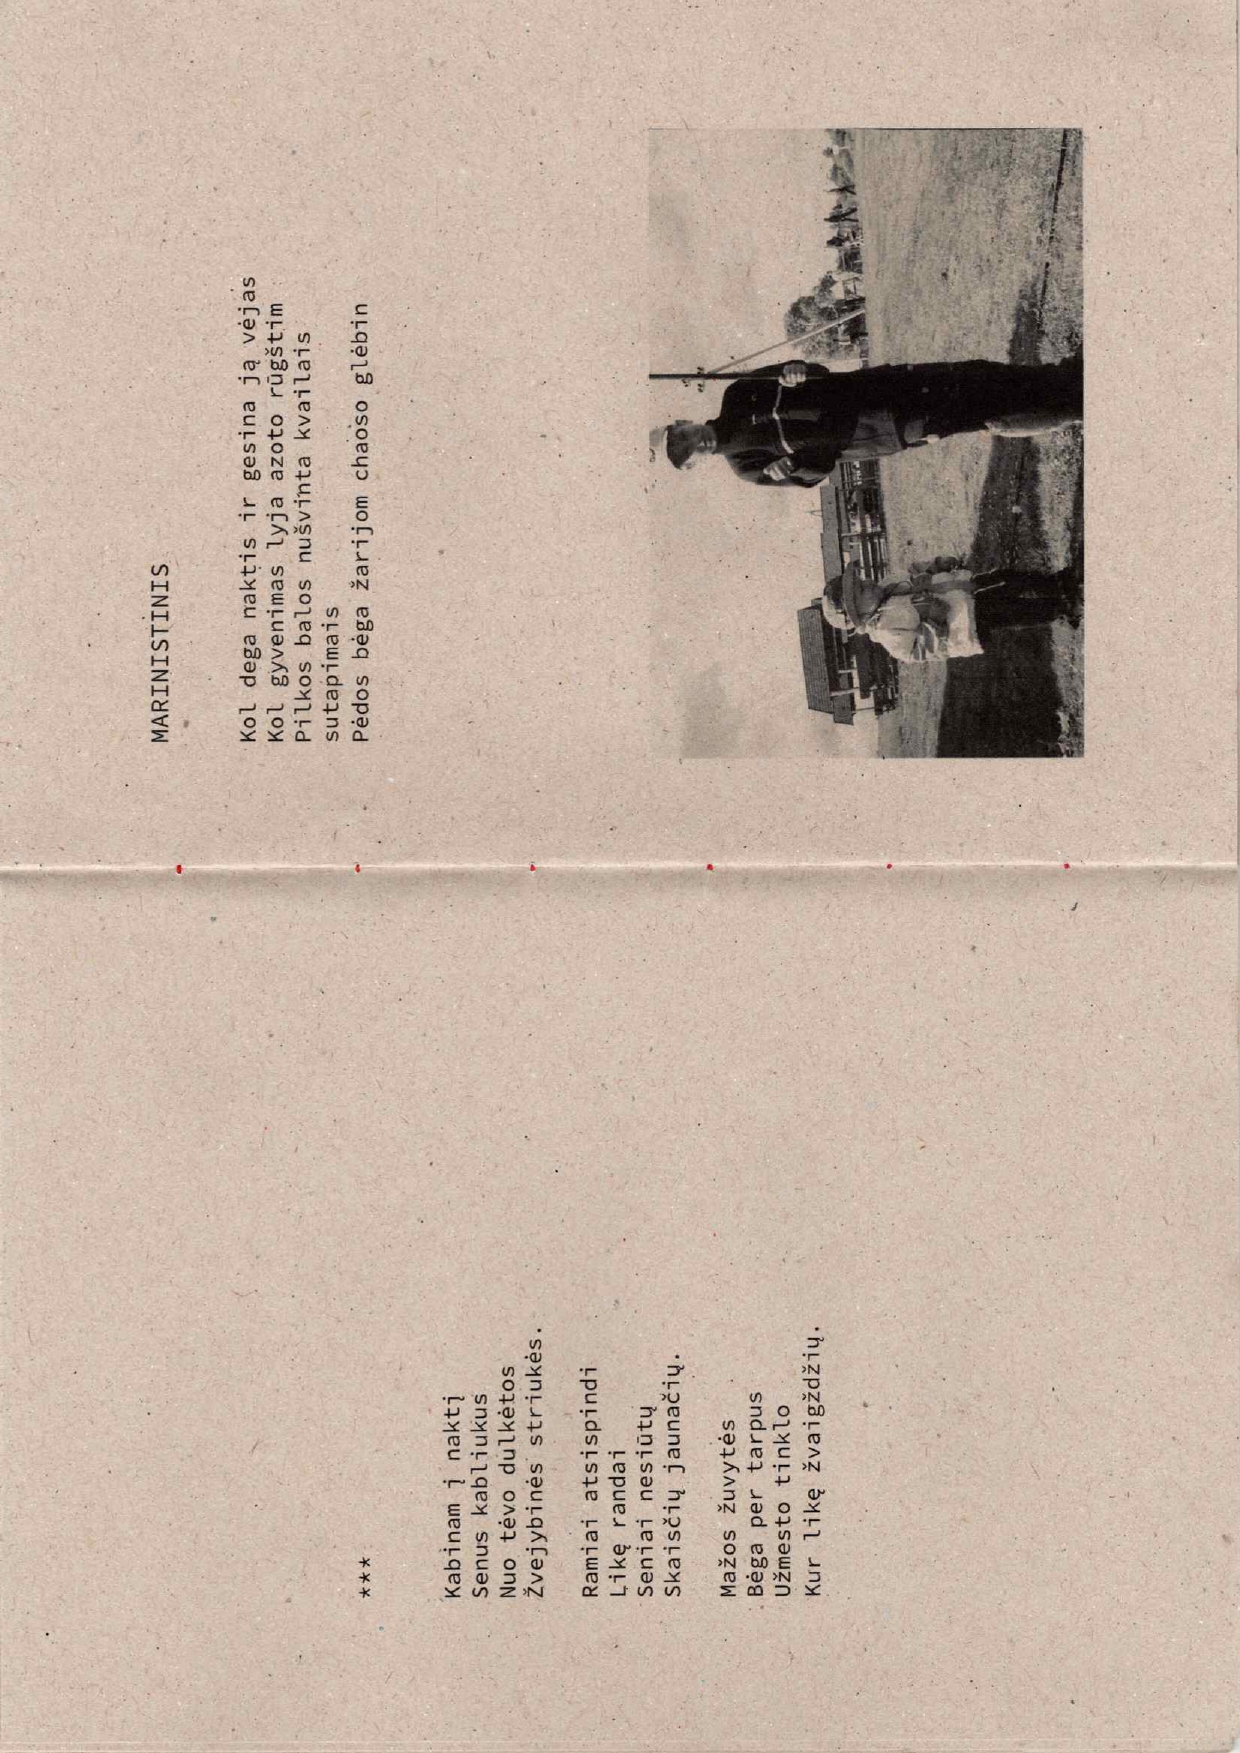 ***
Kabinam į naktį
Senus kabliukus
Nuo tėvo dulkėtos
Žvejybinės striukės.
Ramiai atsispindi
Likę randai
Seniai nesiūtų
Skaisčių jaunačių.
Mažos žuvytės
Bėga per tarpus
Užmesto tinklo
Kur likę žvaigždžių.
MARINISTINIS
Kol dega naktis ir gesina ją vėjas
Kol gyvenimas lyja azoto rūgštim
Pilkos balos nušvinta kvailais
sutapimais
Pėdos bėga žarijom chaoso glėbin